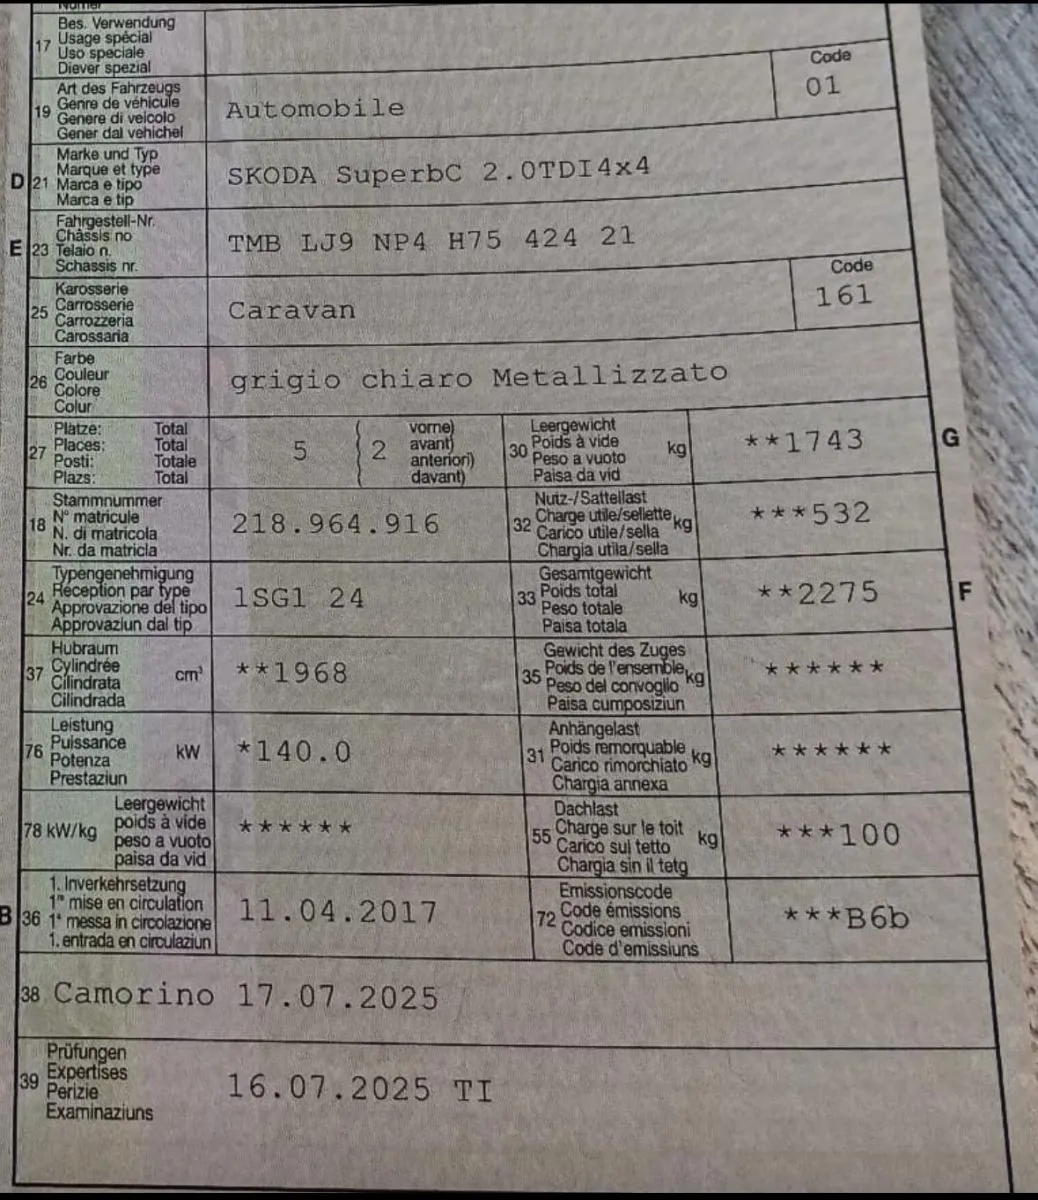 Bes. Verwendung
17 Usage spécial
Uso speciale
Diever spezial
Art des Fahrzeugs
19 Genre de véhicule
Genere di veicolo
Gener dal vehichel
Automobile
Code
01
D 21 Marke und Typ
Marque et type
Marca e tipo
Marca e tip
SKODA SuperbC 2.0TDI4x4
E 23 Fahrgestell-Nr.
Châssis no
Telaio n.
Schassis nr.
TMB LJ9 NP4 H75 424 21
25 Karosserie
Carrosserie
Carrozzeria
Carossaria
Caravan
Code
161
26 Farbe
Couleur
Colore
Colur
grigio chiaro Metallizzato
27 Plätze: Total
Places: Total
Posti: Totale
Plazs: Total
5 ( 2 vorne)
avant)
anteriori)
davant)
30 Leergewicht
Poids à vide kg
Peso a vuoto
Paisa da vid
**1743 G
18 Stammnummer
N° matricule
N. di matricola
Nr. da matricla
218.964.916
32 Nutz-/Sattellast
Charge utile/sellette kg
Carico utile/sella
Chargia utila/sella
***532
24 Typengenehmigung
Réception par type
Approvazione del tipo
Approvaziun dal tip
1SG1 24
33 Gesamtgewicht
Poids total kg
Peso totale
Paisa totala
**2275 F
37 Hubraum
Cylindrée cm³
Cilindrata
Cilindrada
**1968
35 Gewicht des Zuges
Poids de l'ensemble kg
Peso del convoglio
Paisa cumposiziun
******
76 Leistung
Puissance kW
Potenza
Prestaziun
*140.0
31 Anhängelast
Poids remorquable kg
Carico rimorchiato
Chargia annexa
******
78 kW/kg Leergewicht
poids à vide
peso a vuoto
paisa da vid
******
55 Dachlast
Charge sur le toit kg
Carico sul tetto
Chargia sin il tetg
***100
B 36 1. Inverkehrsetzung
1re mise en circulation
1a messa in circolazione
1. entrada en circulaziun
11.04.2017
72 Emissionscode
Code émissions
Codice emissioni
Code d'emissiuns
***B6b
38 Camorino 17.07.2025
39 Prüfungen
Expertises
Perizie
Examinaziuns
16.07.2025 TI